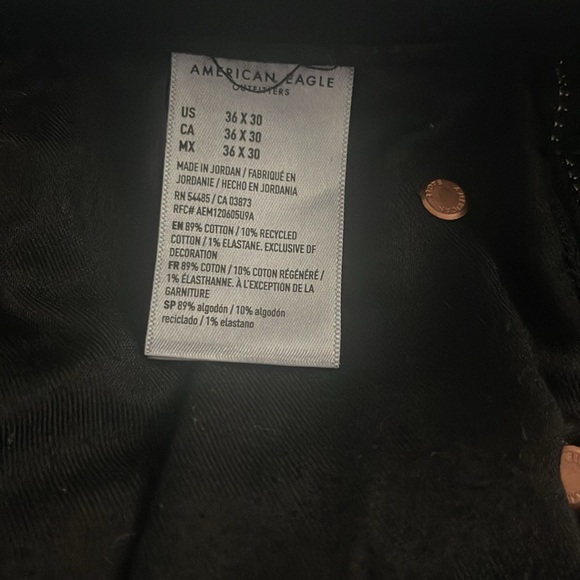 AMERICAN EAGLE
OUTFITTERS
US 36 X 30
CA 36 X 30
MX 36 X 30
MADE IN JORDAN / FABRIQUÉ EN
JORDANIE / HECHO EN JORDANIA
RN 54485 / CA 03873
RFC# AEM120605U9A
EN 89% COTTON / 10% RECYCLED
COTTON / 1% ELASTANE. EXCLUSIVE OF
DECORATION
FR 89% COTON / 10% COTON RÉGÉNÉRÉ /
1% ÉLASTHANNE. À L'EXCEPTION DE LA
GARNITURE
SP 89% algodón / 10% algodón
reciclado / 1% elastano